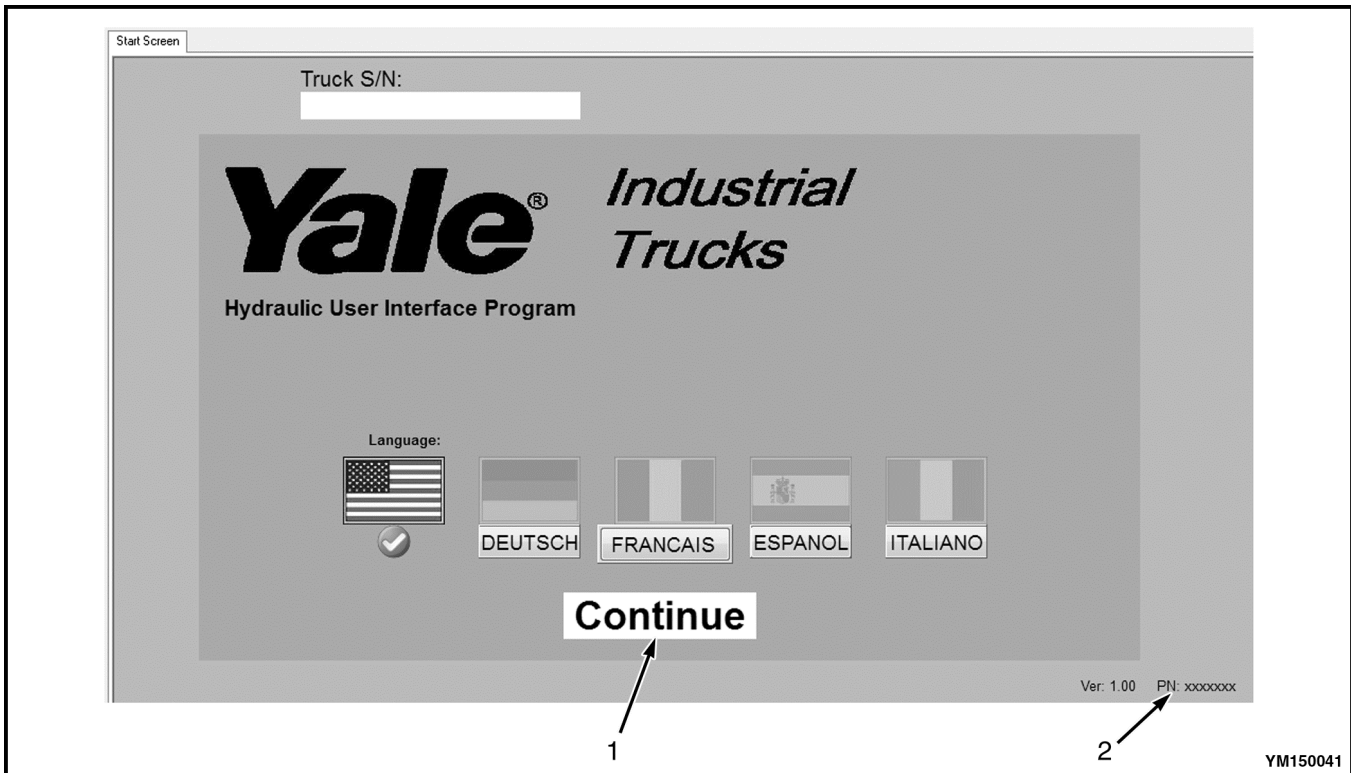 Start Screen
Truck S/N:
Yale®
Industrial
Trucks
Hydraulic User Interface Program
Language:
DEUTSCH FRANCAIS ESPANOL ITALIANO
Continue
Ver: 1.00 PN: xxxxxxx
1 2
YM150041